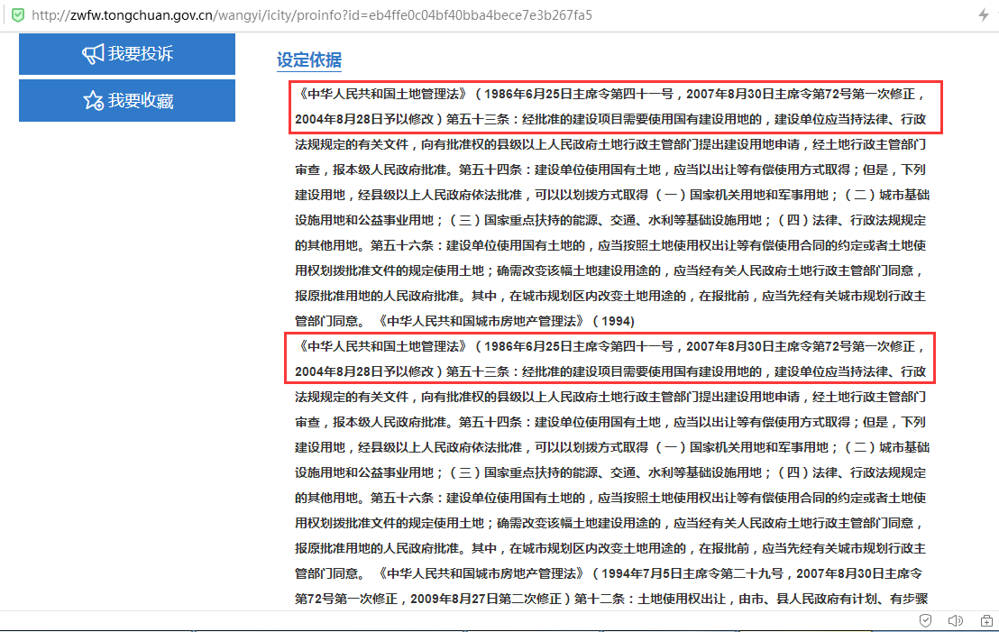 http://zwfw.tongchuan.gov.cn/wangyi/icity/proinfo?id=eb4ffe0c04bf40bba4bece7e3b267fa5
我要投诉
我要收藏
设定依据
《中华人民共和国土地管理法》（1986年6月25日主席令第四十一号，2007年8月30日主席令第72号第一次修正，
2004年8月28日予以修改）第五十三条：经批准的建设项目需要使用国有建设用地的，建设单位应当持法律、行政
法规规定的有关文件，向有批准权的县级以上人民政府土地行政主管部门提出建设用地申请，经土地行政主管部门
审查，报本级人民政府批准。第五十四条：建设单位使用国有土地，应当以出让等有偿使用方式取得；但是，下列
建设用地，经县级以上人民政府依法批准，可以以划拨方式取得（一）国家机关用地和军事用地；（二）城市基础
设施用地和公益事业用地；（三）国家重点扶持的能源、交通、水利等基础设施用地；（四）法律、行政法规规定
的其他用地。第五十六条：建设单位使用国有土地的，应当按照土地使用权出让等有偿使用合同的约定或者土地使
用权划拨批准文件的规定使用土地；确需改变该幅土地建设用途的，应当经有关人民政府土地行政主管部门同意，
报原批准用地的人民政府批准。其中，在城市规划区内改变土地用途的，在报批前，应当先经有关城市规划行政主
管部门同意。 《中华人民共和国城市房地产管理法》（1994)
《中华人民共和国土地管理法》（1986年6月25日主席令第四十一号，2007年8月30日主席令第72号第一次修正，
2004年8月28日予以修改）第五十三条：经批准的建设项目需要使用国有建设用地的，建设单位应当持法律、行政
法规规定的有关文件，向有批准权的县级以上人民政府土地行政主管部门提出建设用地申请，经土地行政主管部门
审查，报本级人民政府批准。第五十四条：建设单位使用国有土地，应当以出让等有偿使用方式取得；但是，下列
建设用地，经县级以上人民政府依法批准，可以以划拨方式取得（一）国家机关用地和军事用地；（二）城市基础
设施用地和公益事业用地；（三）国家重点扶持的能源、交通、水利等基础设施用地；（四）法律、行政法规规定
的其他用地。第五十六条：建设单位使用国有土地的，应当按照土地使用权出让等有偿使用合同的约定或者土地使
用权划拨批准文件的规定使用土地；确需改变该幅土地建设用途的，应当经有关人民政府土地行政主管部门同意，
报原批准用地的人民政府批准。其中，在城市规划区内改变土地用途的，在报批前，应当先经有关城市规划行政主
管部门同意。 《中华人民共和国城市房地产管理法》（1994年7月5日主席令第二十九号，2007年8月30日主席令
第72号第一次修正，2009年8月27日第二次修正）第十二条：土地使用权出让，由市、县人民政府有计划、有步骤